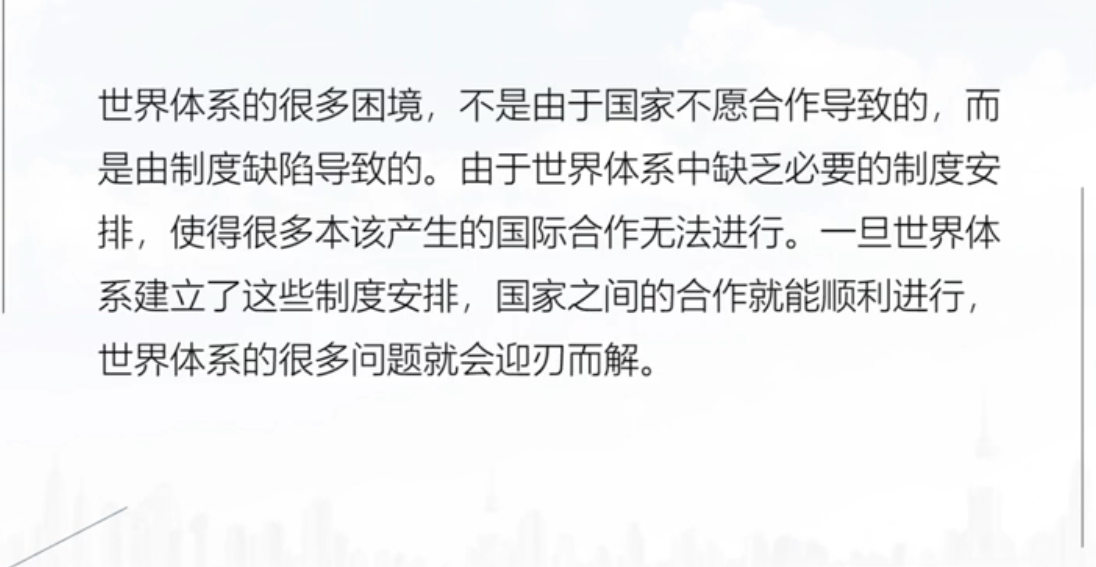 世界体系的很多困境，不是由于国家不愿合作导致的，而
是由制度缺陷导致的。由于世界体系中缺乏必要的制度安
排，使得很多本该产生的国际合作无法进行。一旦世界体
系建立了这些制度安排，国家之间的合作就能顺利进行，
世界体系的很多问题就会迎刃而解。